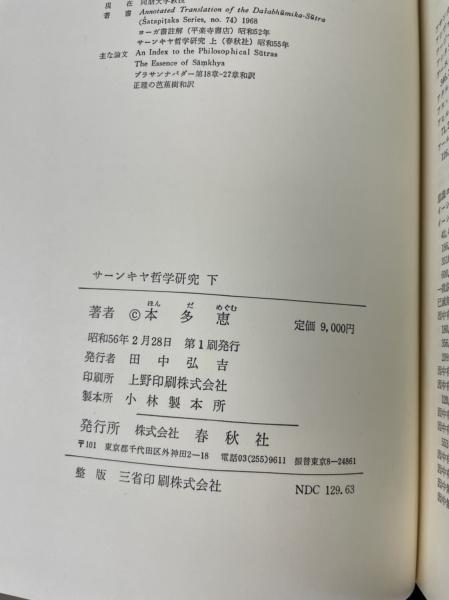 現 在 同朋大学教授
著 書 Annotated Translation of the Daśabhūmika-Sūtra
(Śatapiṭaka Series, no. 74) 1968
ヨーガ書註解（平楽寺書店）昭和52年
サーンキヤ哲学研究 上（春秋社）昭和55年
主な論文 An Index to the Philosophical Sūtras
The Essence of Sāṃkhya
プラサンナパダー第18章-27章和訳
正理の芭蕉樹和訳
サーンキヤ哲学研究 下
ほん だ めぐむ
著者 ©本 多 恵 定価 9,000円
昭和56年2月28日 第1刷発行
発行者 田中弘吉
印刷所 上野印刷株式会社
製本所 小林製本所
発行所 株式会社 春秋社
〒101 東京都千代田区外神田2-18 電話03(255)9611 振替東京8-24861
整 版 三省印刷株式会社 NDC 129.63